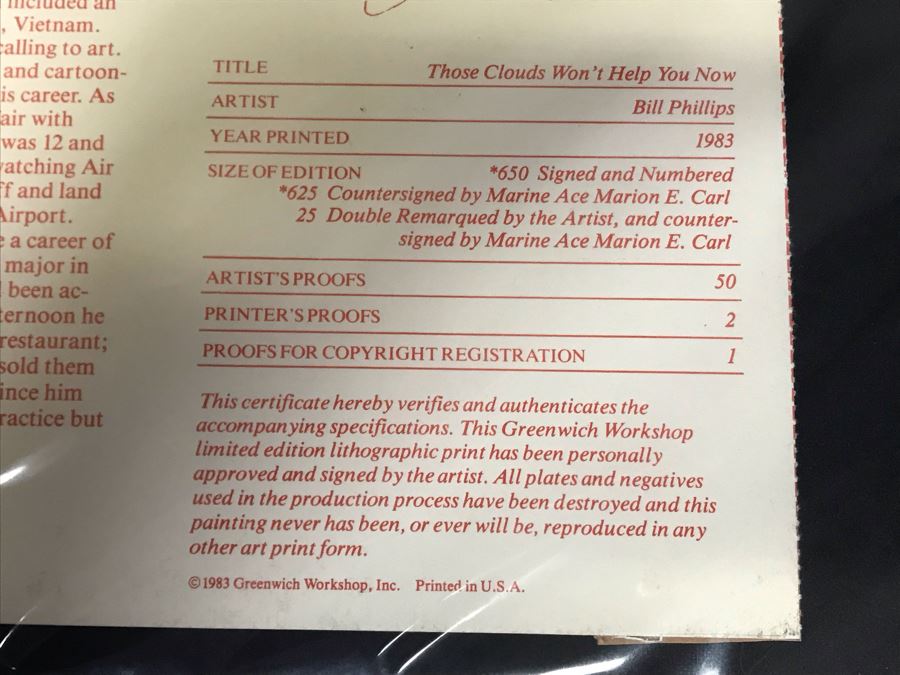 included an
, Vietnam.
calling to art.
and cartoon-
is career. As
air with
was 12 and
watching Air
ff and land
Airport.
e a career of
major in
been ac-
ternoon he
restaurant;
sold them
ince him
ractice but
TITLE Those Clouds Won't Help You Now
ARTIST Bill Phillips
YEAR PRINTED 1983
SIZE OF EDITION *650 Signed and Numbered
*625 Countersigned by Marine Ace Marion E. Carl
25 Double Remarqued by the Artist, and counter-
signed by Marine Ace Marion E. Carl
ARTIST'S PROOFS 50
PRINTER'S PROOFS 2
PROOFS FOR COPYRIGHT REGISTRATION 1
This certificate hereby verifies and authenticates the
accompanying specifications. This Greenwich Workshop
limited edition lithographic print has been personally
approved and signed by the artist. All plates and negatives
used in the production process have been destroyed and this
painting never has been, or ever will be, reproduced in any
other art print form.
©1983 Greenwich Workshop, Inc. Printed in U.S.A.